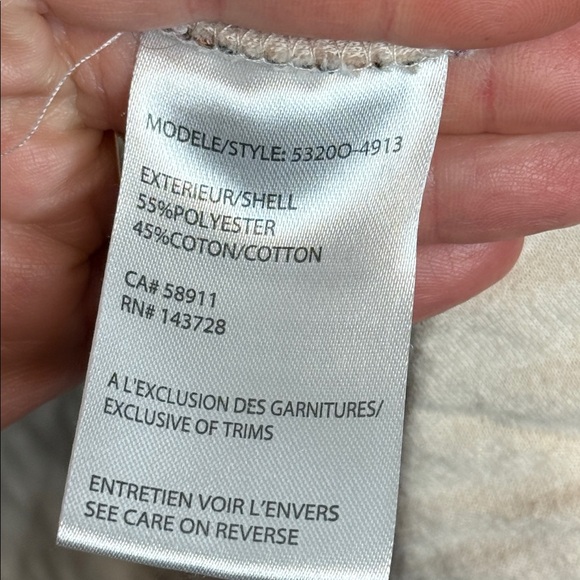 MODELE/STYLE: 5320O-4913
EXTERIEUR/SHELL
55%POLYESTER
45%COTON/COTTON
CA# 58911
RN# 143728
A L'EXCLUSION DES GARNITURES/
EXCLUSIVE OF TRIMS
ENTRETIEN VOIR L'ENVERS
SEE CARE ON REVERSE